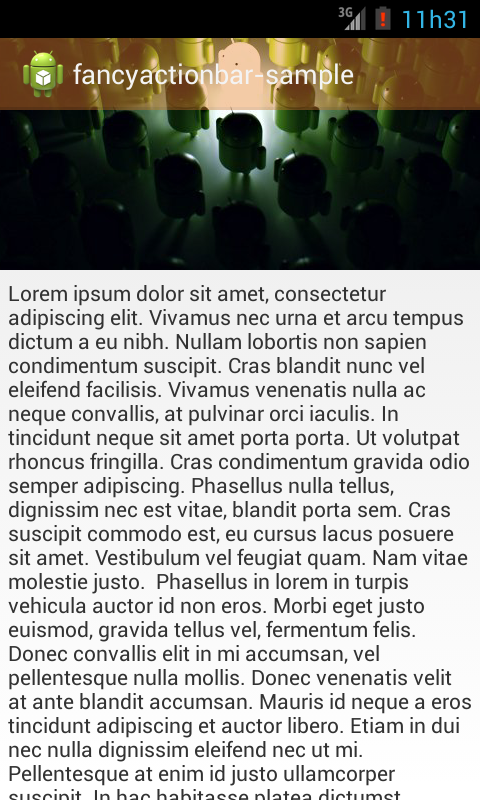 3G 11h31
fancyactionbar-sample
Lorem ipsum dolor sit amet, consectetur
adipiscing elit. Vivamus nec urna et arcu tempus
dictum a eu nibh. Nullam lobortis non sapien
condimentum suscipit. Cras blandit nunc vel
eleifend facilisis. Vivamus venenatis nulla ac
neque convallis, at pulvinar orci iaculis. In
tincidunt neque sit amet porta porta. Ut volutpat
rhoncus fringilla. Cras condimentum gravida odio
semper adipiscing. Phasellus nulla tellus,
dignissim nec est vitae, blandit porta sem. Cras
suscipit commodo est, eu cursus lacus posuere
sit amet. Vestibulum vel feugiat quam. Nam vitae
molestie justo.  Phasellus in lorem in turpis
vehicula auctor id non eros. Morbi eget justo
euismod, gravida tellus vel, fermentum felis.
Donec convallis elit in mi accumsan, vel
pellentesque nulla mollis. Donec venenatis velit
at ante blandit accumsan. Mauris id neque a eros
tincidunt adipiscing et auctor libero. Etiam in dui
nec nulla dignissim eleifend nec ut mi.
Pellentesque at enim id justo ullamcorper
suscipit. In hac habitasse platea dictumst.